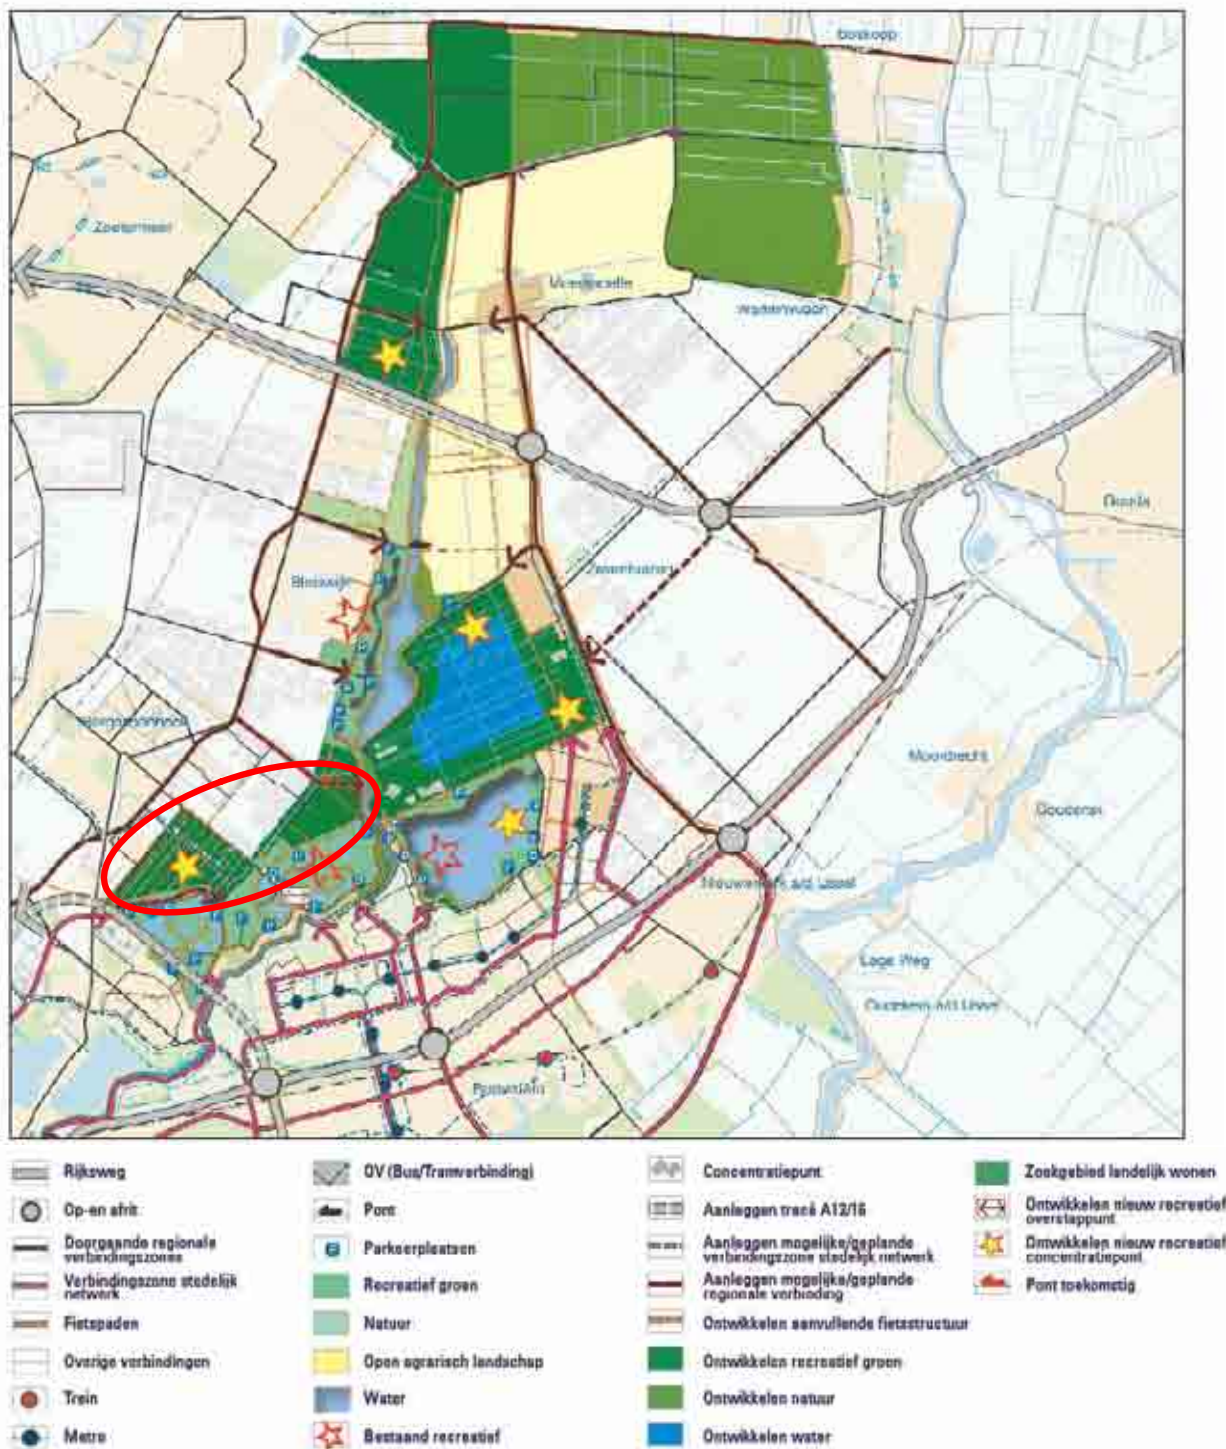 Boskoop
Zoetermeer
Moerkapelle
Waddinxveen
Gouda
Zevenhuizen
Bleiswijk
Moordrecht
Gouderak
Nieuwerkerk a/d IJssel
Lage Weg
Ouderkerk a/d IJssel
Rotterdam
Rijksweg
Op-en afrit
Doorgaande regionale
verbindingszones
Verbindingszone stedelijk
netwerk
Fietspaden
Overige verbindingen
Trein
Metro
OV (Bus/Tramverbinding)
Pont
Parkeerplaatsen
Recreatief groen
Natuur
Open agrarisch landschap
Water
Bestaand recreatief
Concentratiepunt
Aanleggen tracé A12/16
Aanleggen mogelijke/geplande
verbindingszone stedelijk netwerk
Aanleggen mogelijke/geplande
regionale verbinding
Ontwikkelen aanvullende fietsstructuur
Ontwikkelen recreatief groen
Ontwikkelen natuur
Ontwikkelen water
Zoekgebied landelijk wonen
Ontwikkelen nieuw recreatief
overstappunt
Ontwikkelen nieuw recreatief
concentratiepont
Pont toekomstig